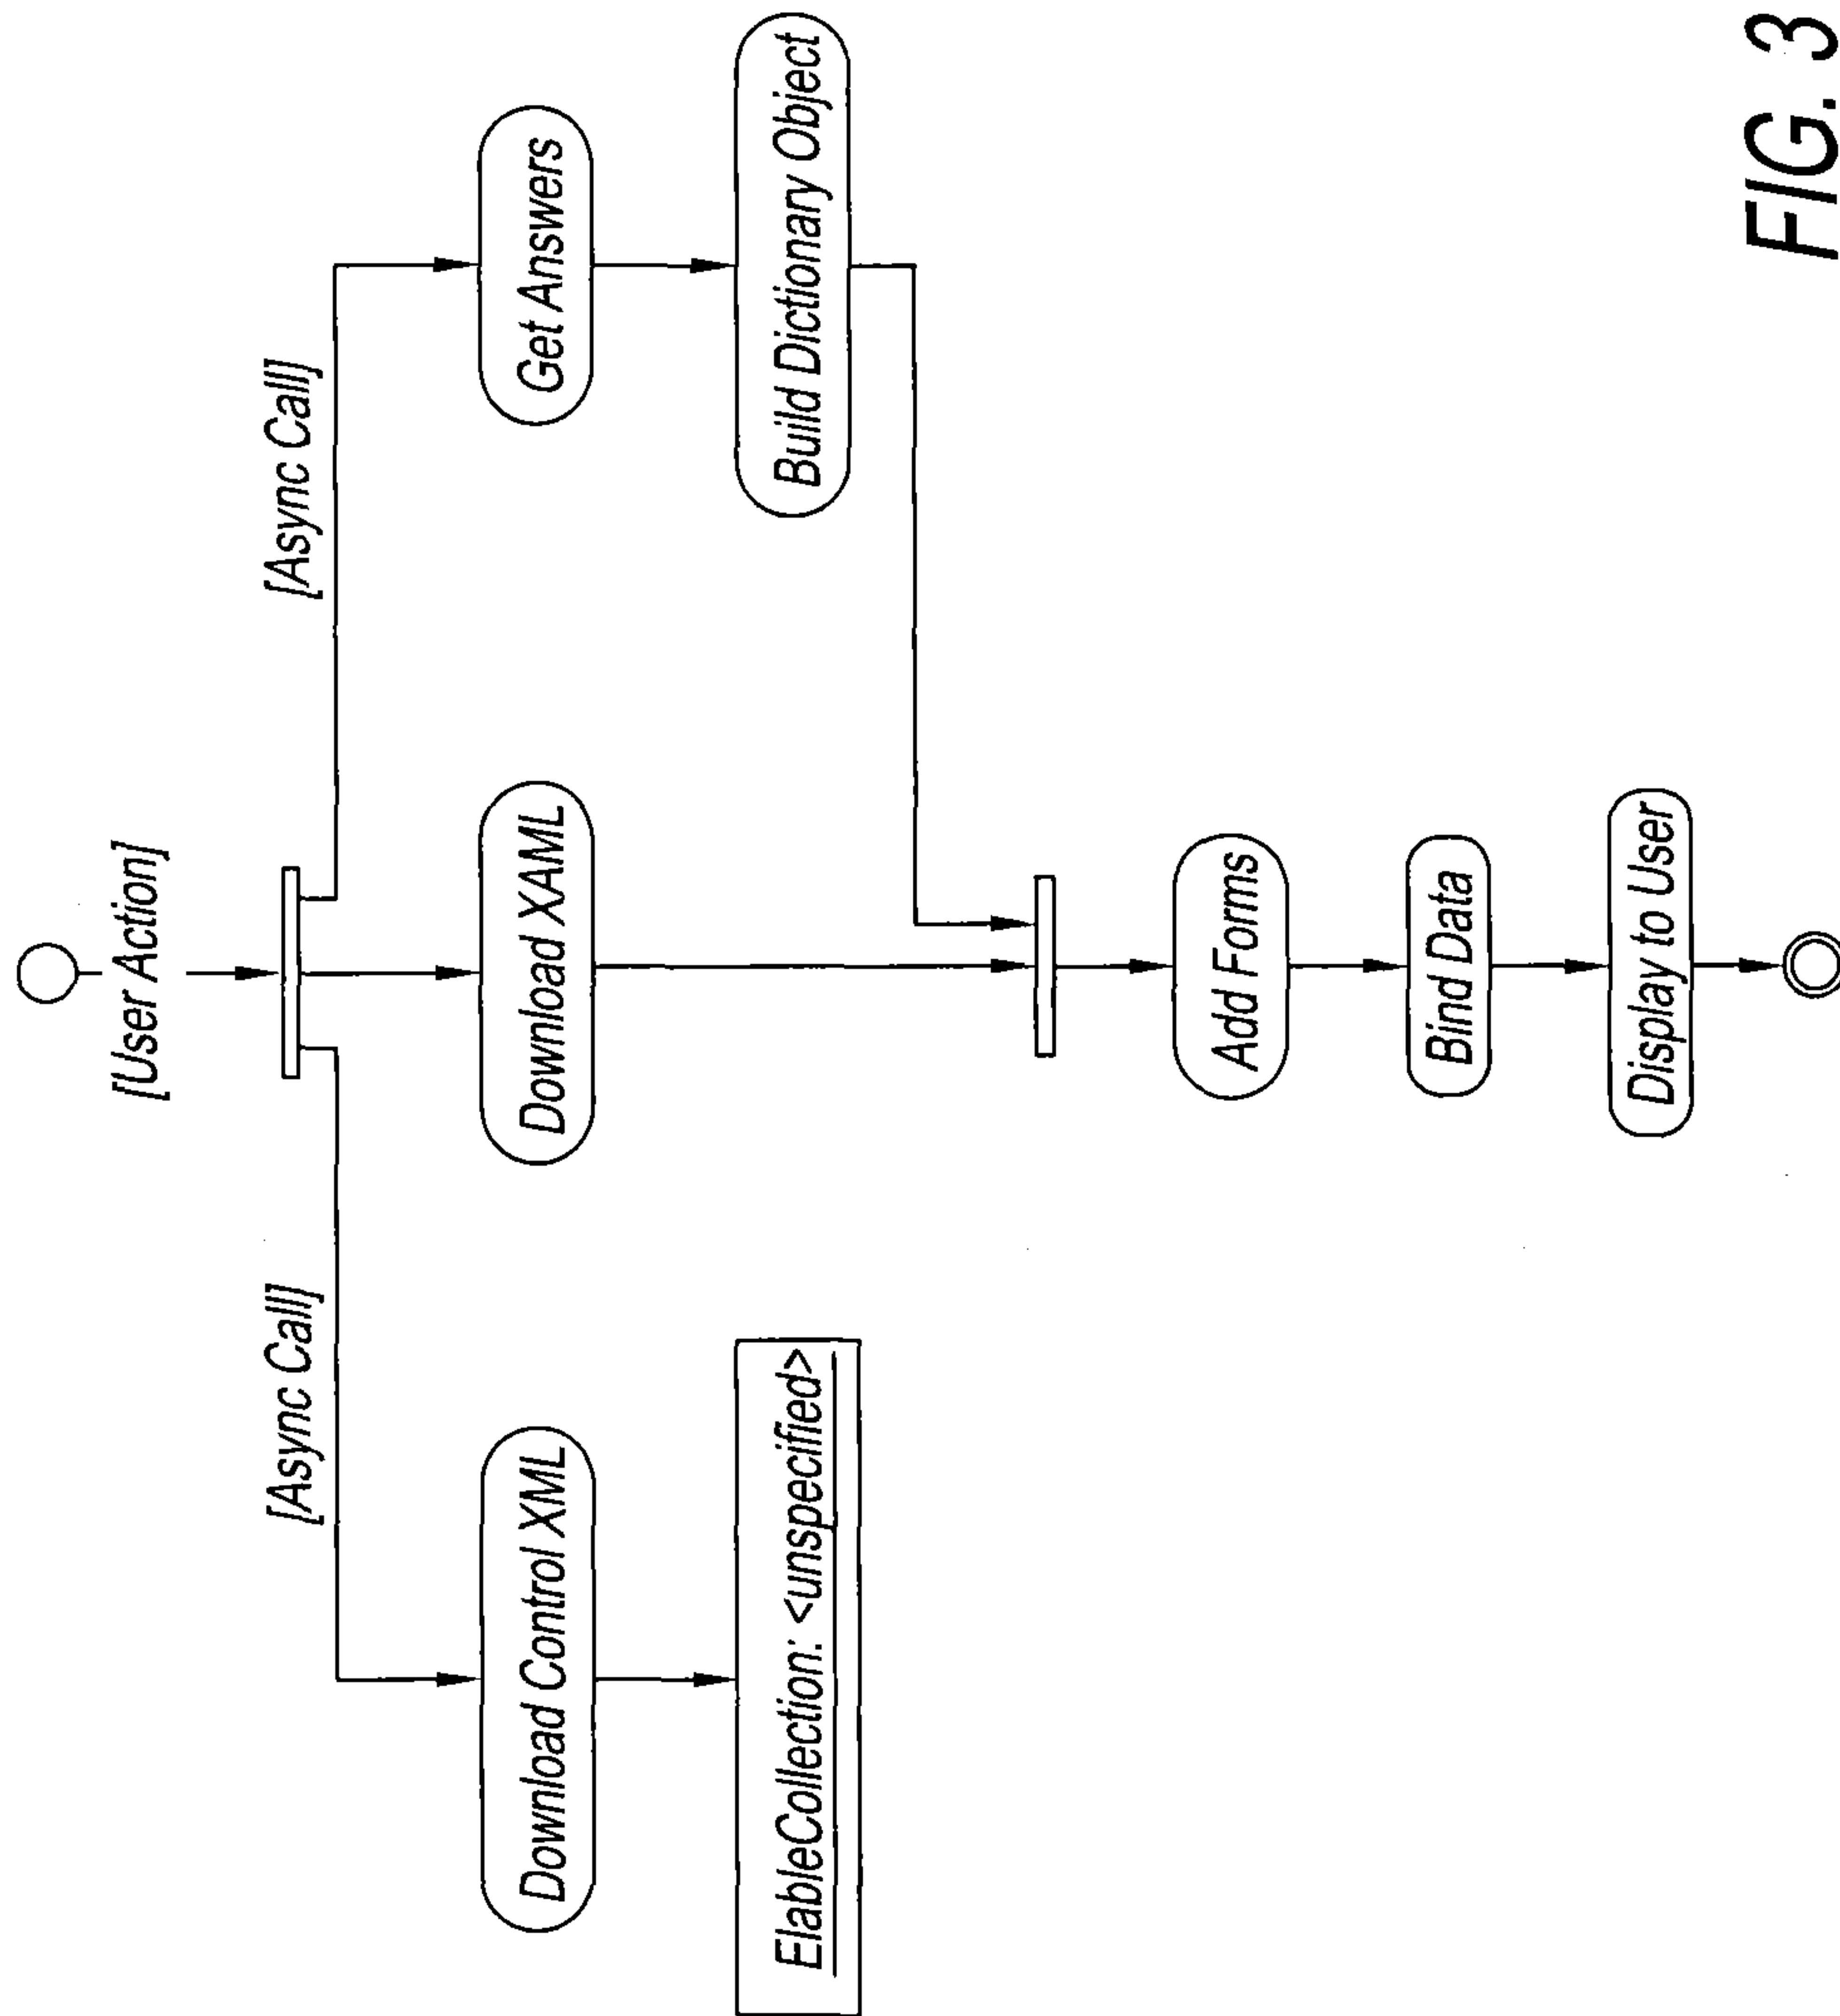 [User Action]
[Async Call]
[Async Call]
Download Control XML
Download XAML
Get Answers
ElableCollection: <unspecified>
Build Dictionary Object
Add Forms
Bind Data
Display to User
FIG. 3